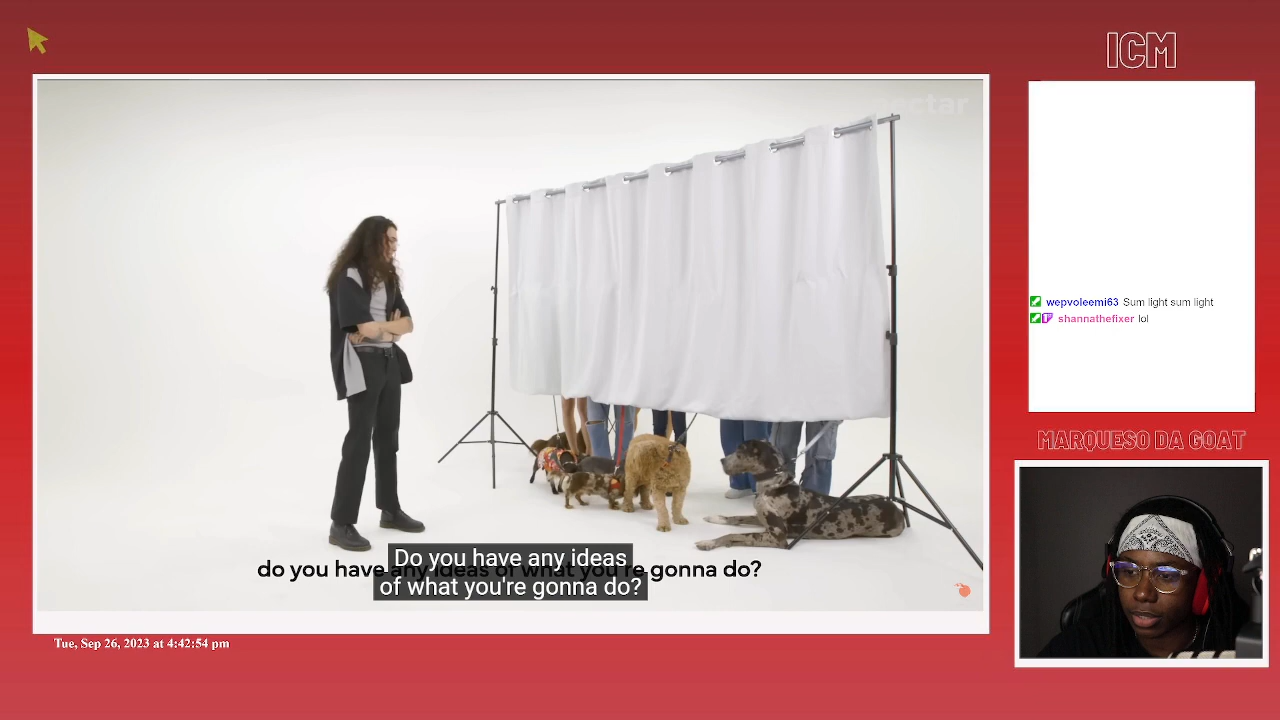 ICM
nectar
wepvoleemi63 Sum light sum light
shannathefixer lol
MARQUESO DA GOAT
Do you have any ideas
of what you're gonna do?
do you have any ideas of what you're gonna do?
Tue, Sep 26, 2023 at 4:42:54 pm